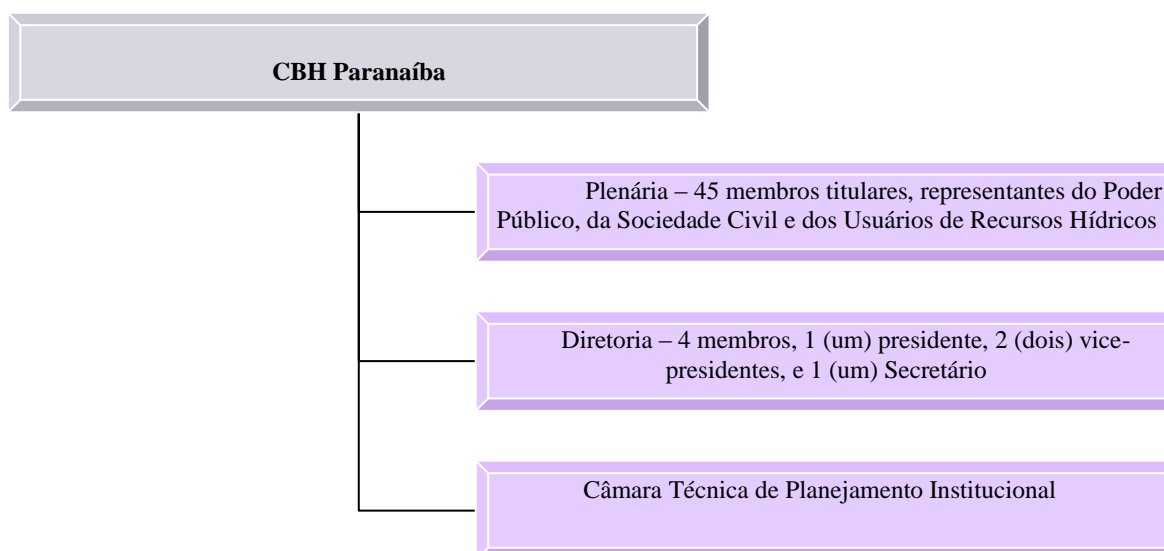 CBH Paranaíba
Plenária – 45 membros titulares, representantes do Poder
Público, da Sociedade Civil e dos Usuários de Recursos Hídricos
Diretoria – 4 membros, 1 (um) presidente, 2 (dois) vice-
presidentes, e 1 (um) Secretário
Câmara Técnica de Planejamento Institucional